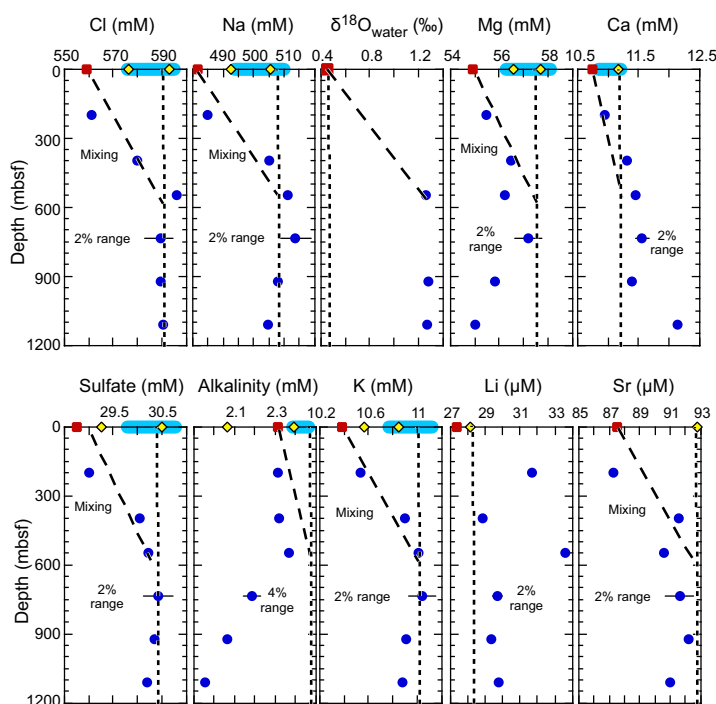 Cl (mM) Na (mM) δ¹⁸Owater (‰) Mg (mM) Ca (mM)
550 570 590 490 500 510 0.4 0.8 1.2 54 56 58 10.5 11.5 12.5
0
300
600
900
1200
Depth (mbsf)
Mixing
2% range
Mixing
2% range
Mixing
2%
range
2%
range
Sulfate (mM) Alkalinity (mM) K (mM) Li (μM) Sr (μM)
29.5 30.5 2.1 2.3 10.2 10.6 11 27 29 31 33 85 87 89 91 93
0
300
600
900
1200
Depth (mbsf)
Mixing
2%
range
4%
range
Mixing
2% range
2%
range
Mixing
2% range